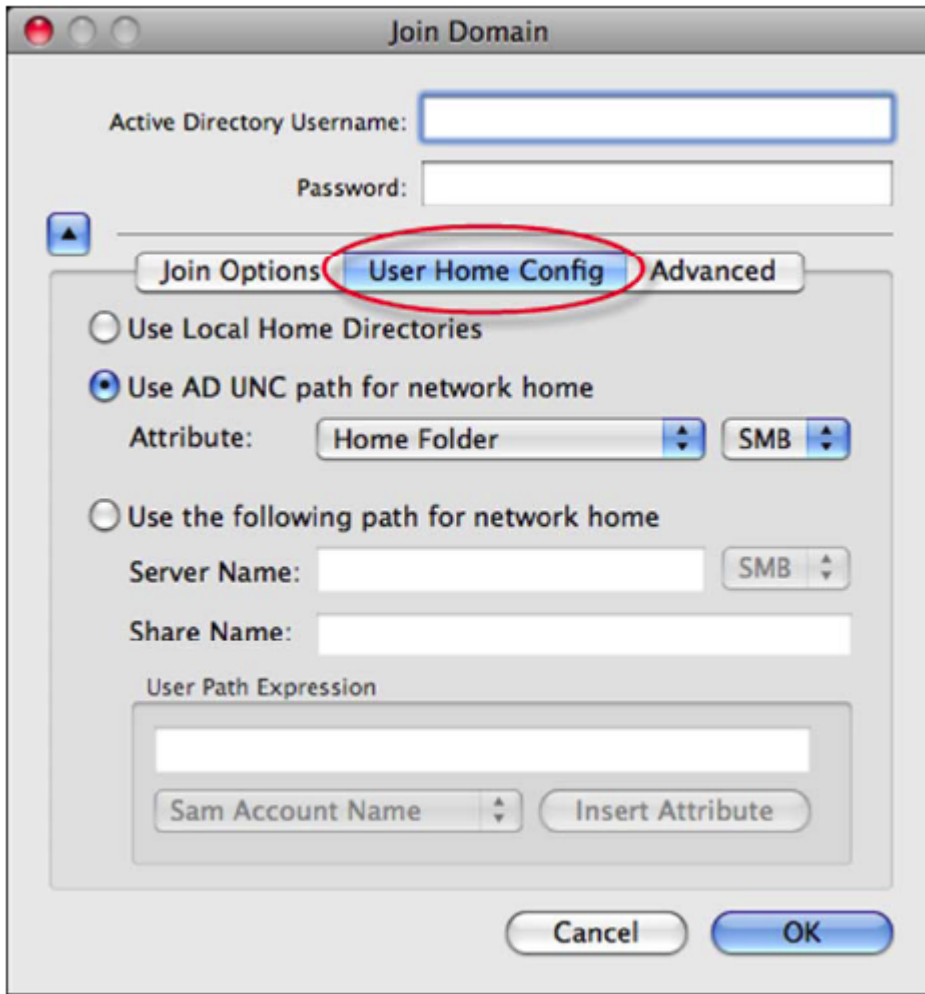 Join Domain
Active Directory Username:
Password:
Join Options User Home Config Advanced
Use Local Home Directories
Use AD UNC path for network home
Attribute: Home Folder SMB
Use the following path for network home
Server Name: SMB
Share Name:
User Path Expression
Sam Account Name Insert Attribute
Cancel OK